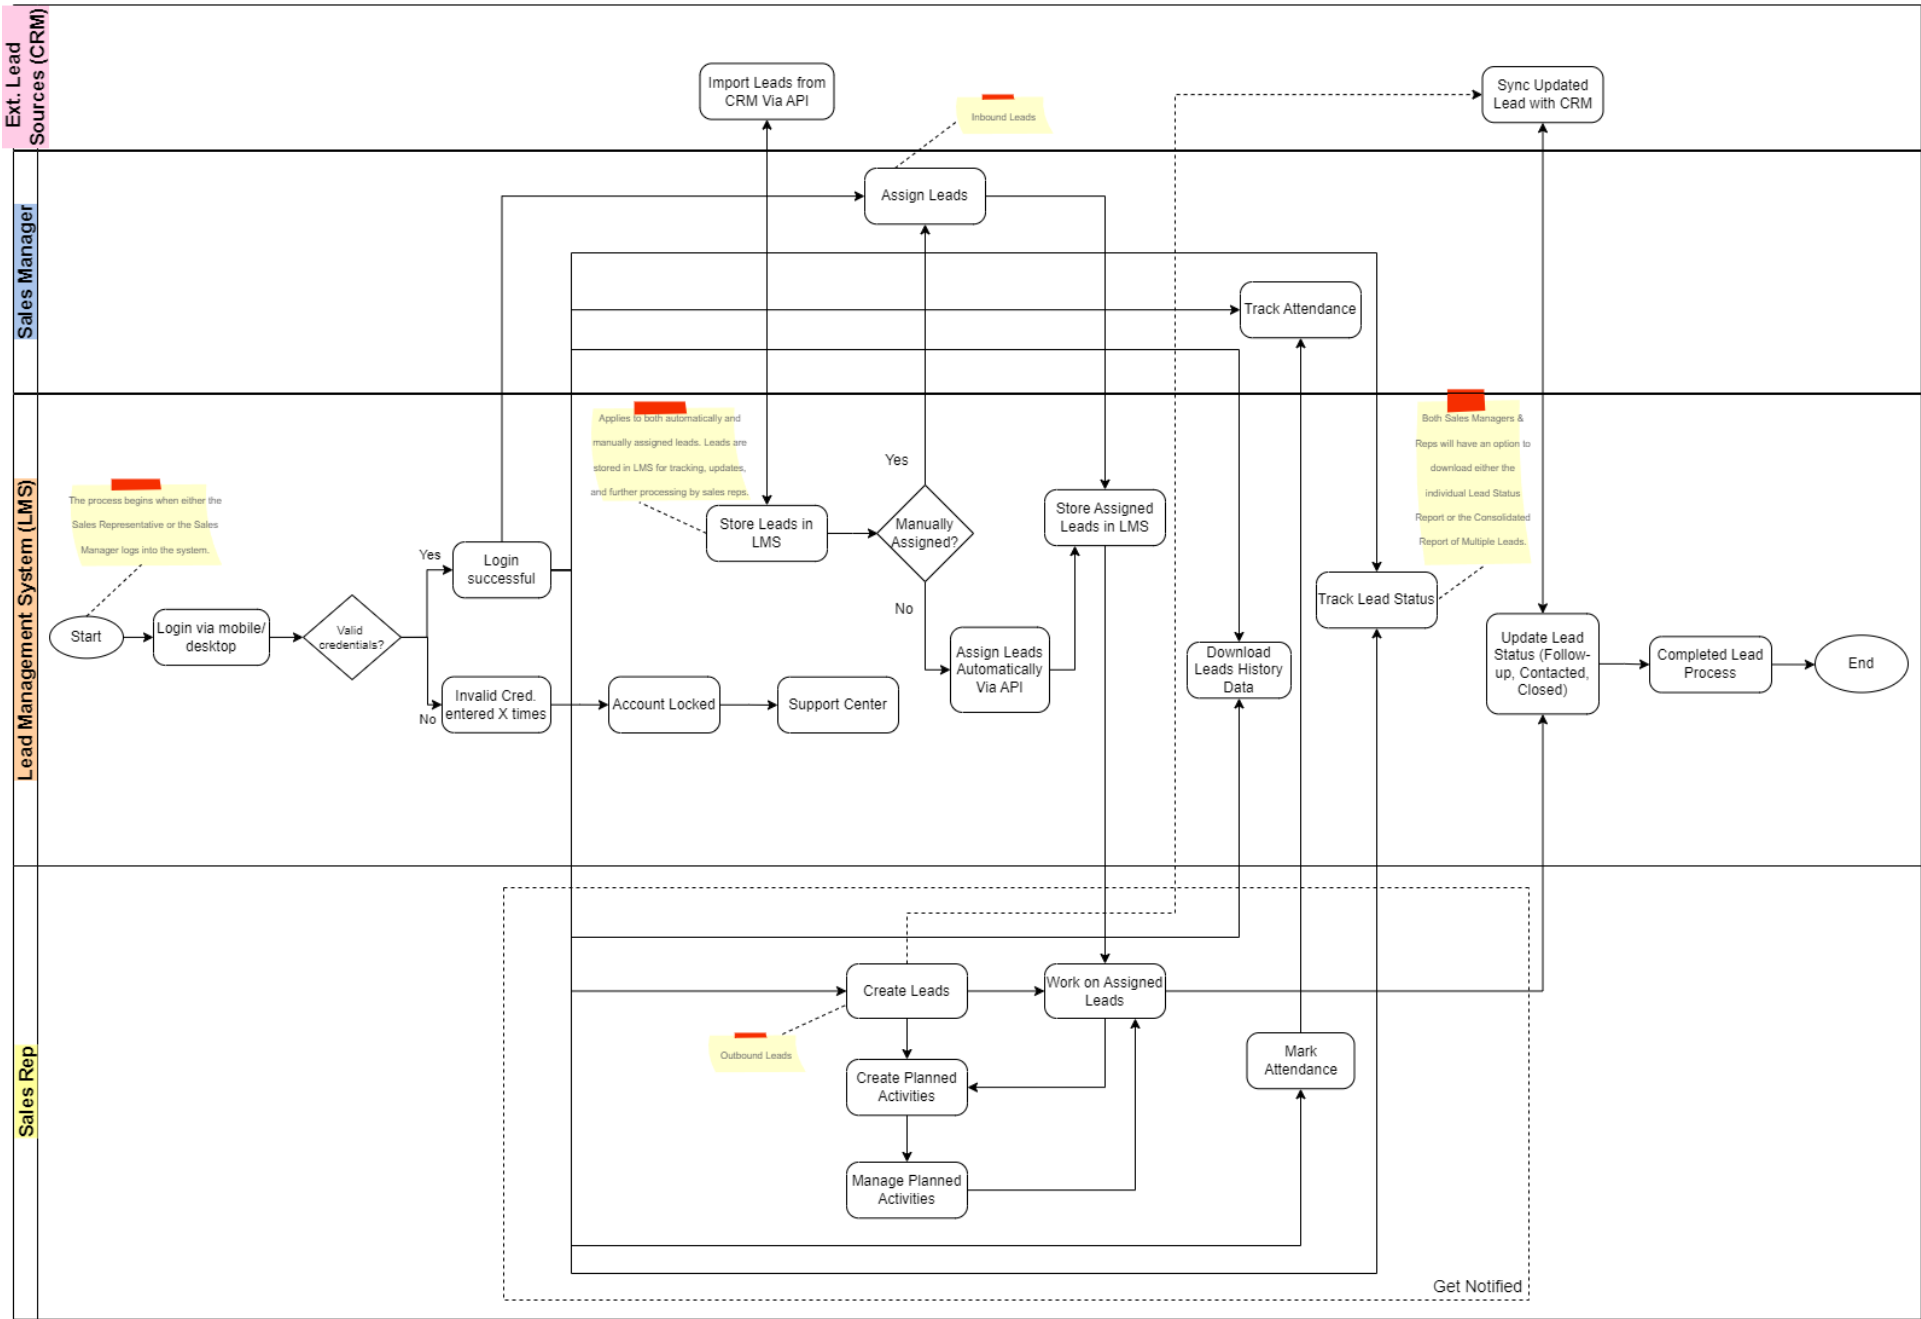 Ext. Lead
Sources (CRM)
Import Leads from
CRM Via API
Inbound Leads
Sync Updated
Lead with CRM
Sales Manager
Assign Leads
Track Attendance
Lead Management System (LMS)
The process begins when either the
Sales Representative or the Sales
Manager logs into the system.
Start
Login via mobile/
desktop
Valid
credentials?
Yes
Login
successful
No
Invalid Cred.
entered X times
Account Locked
Support Center
Applies to both automatically and
manually assigned leads. Leads are
stored in LMS for tracking, updates,
and further processing by sales reps.
Store Leads in
LMS
Manually
Assigned?
Yes
No
Assign Leads
Automatically
Via API
Store Assigned
Leads in LMS
Download
Leads History
Data
Both Sales Managers &
Reps will have an option to
download either the
individual Lead Status
Report or the Consolidated
Report of Multiple Leads.
Track Lead Status
Update Lead
Status (Follow-
up, Contacted,
Closed)
Completed Lead
Process
End
Sales Rep
Create Leads
Work on Assigned
Leads
Outbound Leads
Create Planned
Activities
Mark
Attendance
Manage Planned
Activities
Get Notified